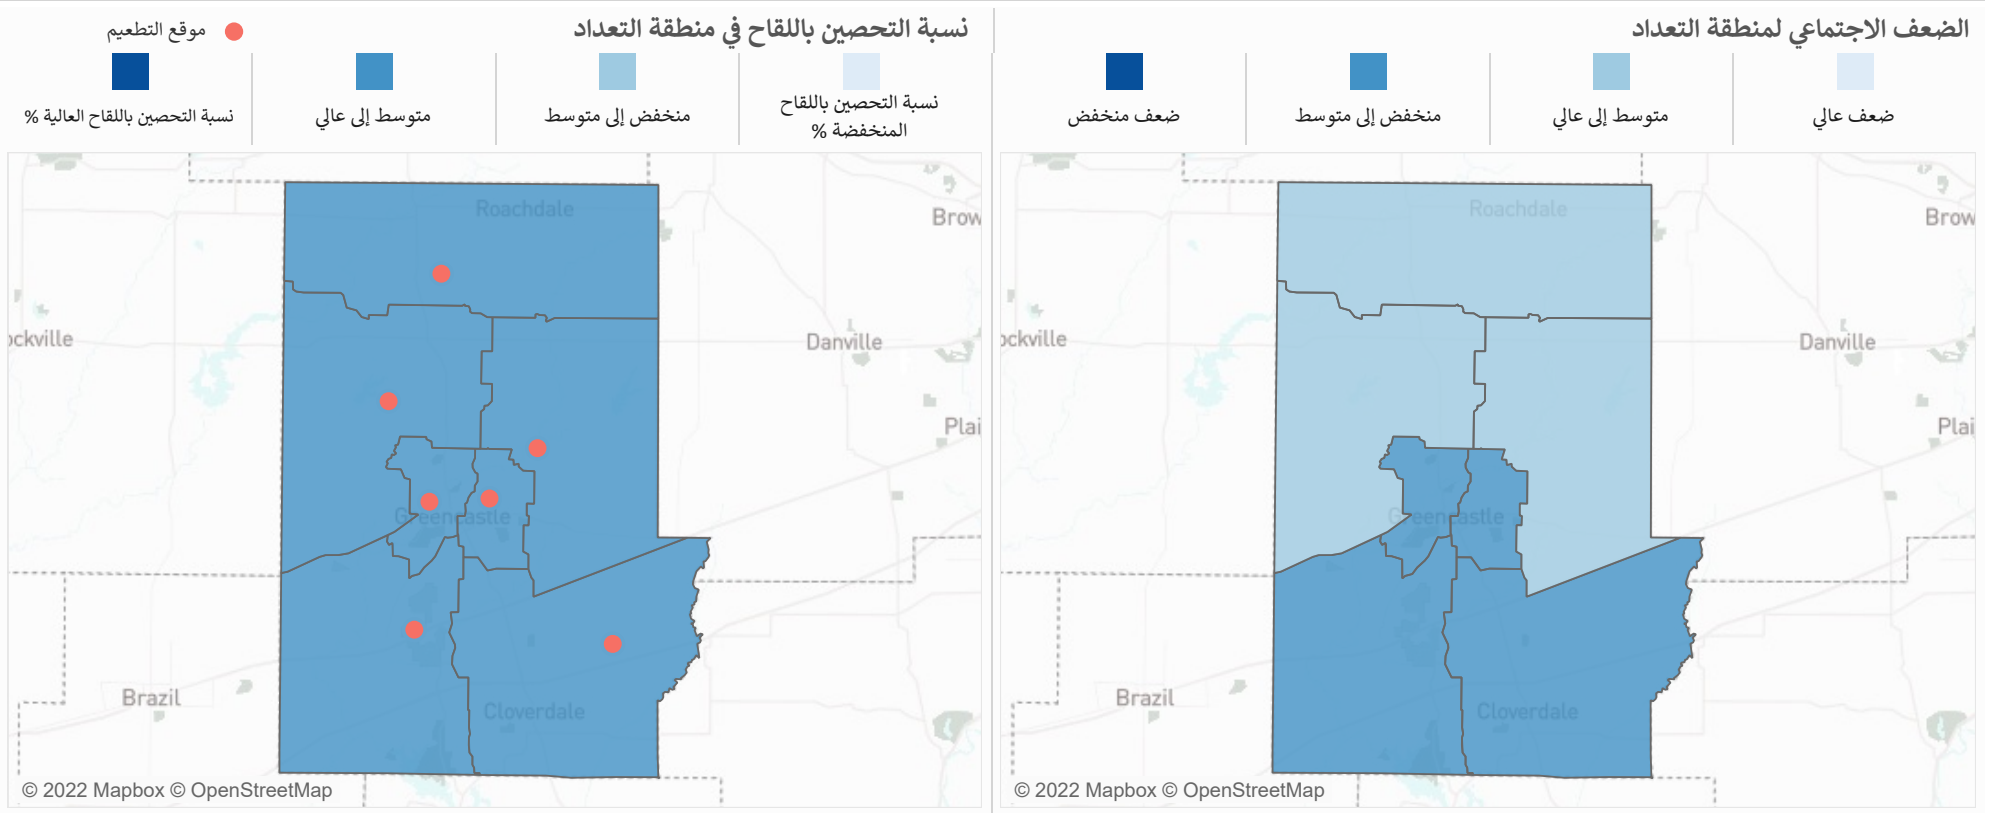 الضعف الاجتماعي لمنطقة التعداد
ضعف عالي
متوسط إلى عالي
منخفض إلى متوسط
ضعف منخفض
Roachdale
Brow
ockville
Danville
Plai
Greencastle
Brazil
Cloverdale
© 2022 Mapbox © OpenStreetMap
نسبة التحصين باللقاح في منطقة التعداد
موقع التطعيم
نسبة التحصين باللقاح
المنخفضة %
منخفض إلى متوسط
متوسط إلى عالي
نسبة التحصين باللقاح العالية %
Roachdale
Brow
ockville
Danville
Plai
Greencastle
Brazil
Cloverdale
© 2022 Mapbox © OpenStreetMap